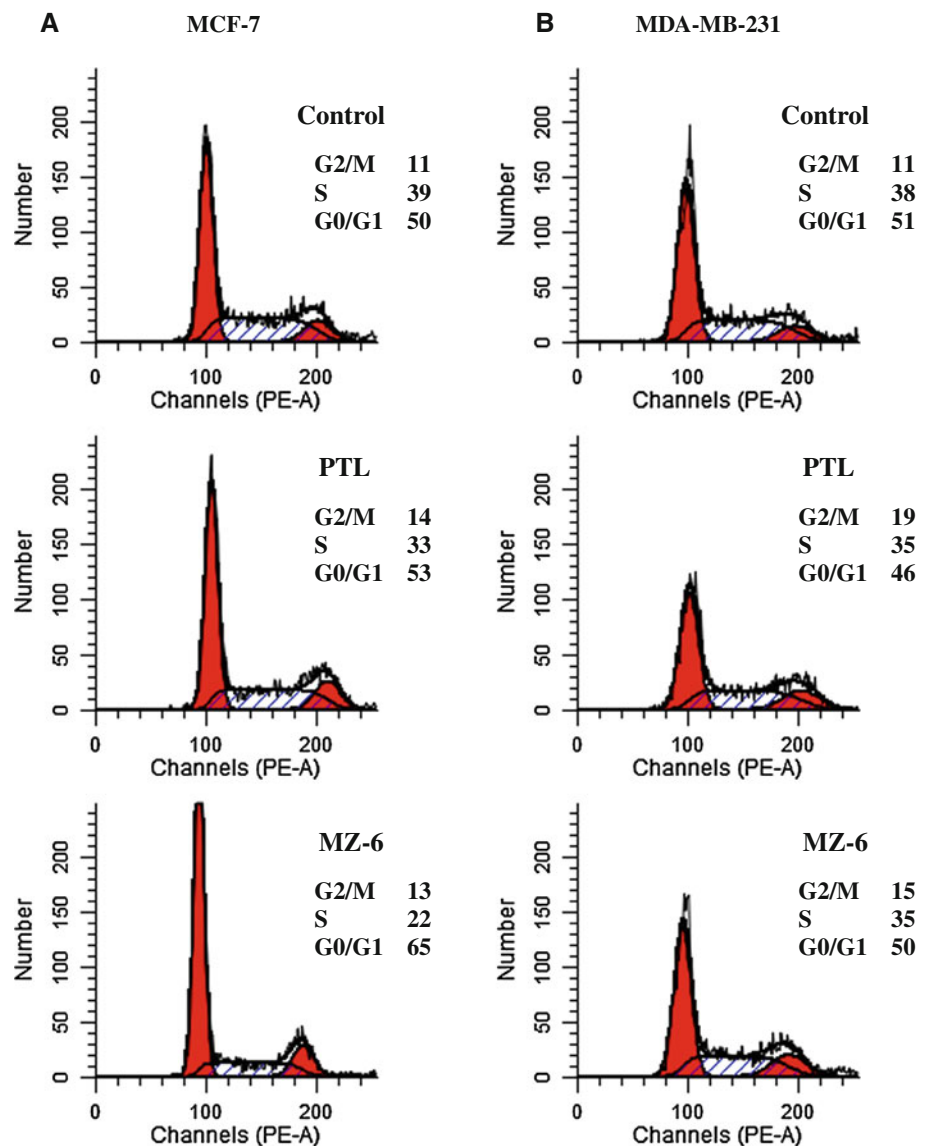 A MCF-7
Control
G2/M 11
S 39
G0/G1 50
Number
0 50 100 150 200
0 100 200
Channels (PE-A)
PTL
G2/M 14
S 33
G0/G1 53
Number
0 50 100 150 200
0 100 200
Channels (PE-A)
MZ-6
G2/M 13
S 22
G0/G1 65
Number
0 50 100 150 200
0 100 200
Channels (PE-A)
B MDA-MB-231
Control
G2/M 11
S 38
G0/G1 51
Number
0 50 100 150 200
0 100 200
Channels (PE-A)
PTL
G2/M 19
S 35
G0/G1 46
Number
0 50 100 150 200
0 100 200
Channels (PE-A)
MZ-6
G2/M 15
S 35
G0/G1 50
Number
0 50 100 150 200
0 100 200
Channels (PE-A)